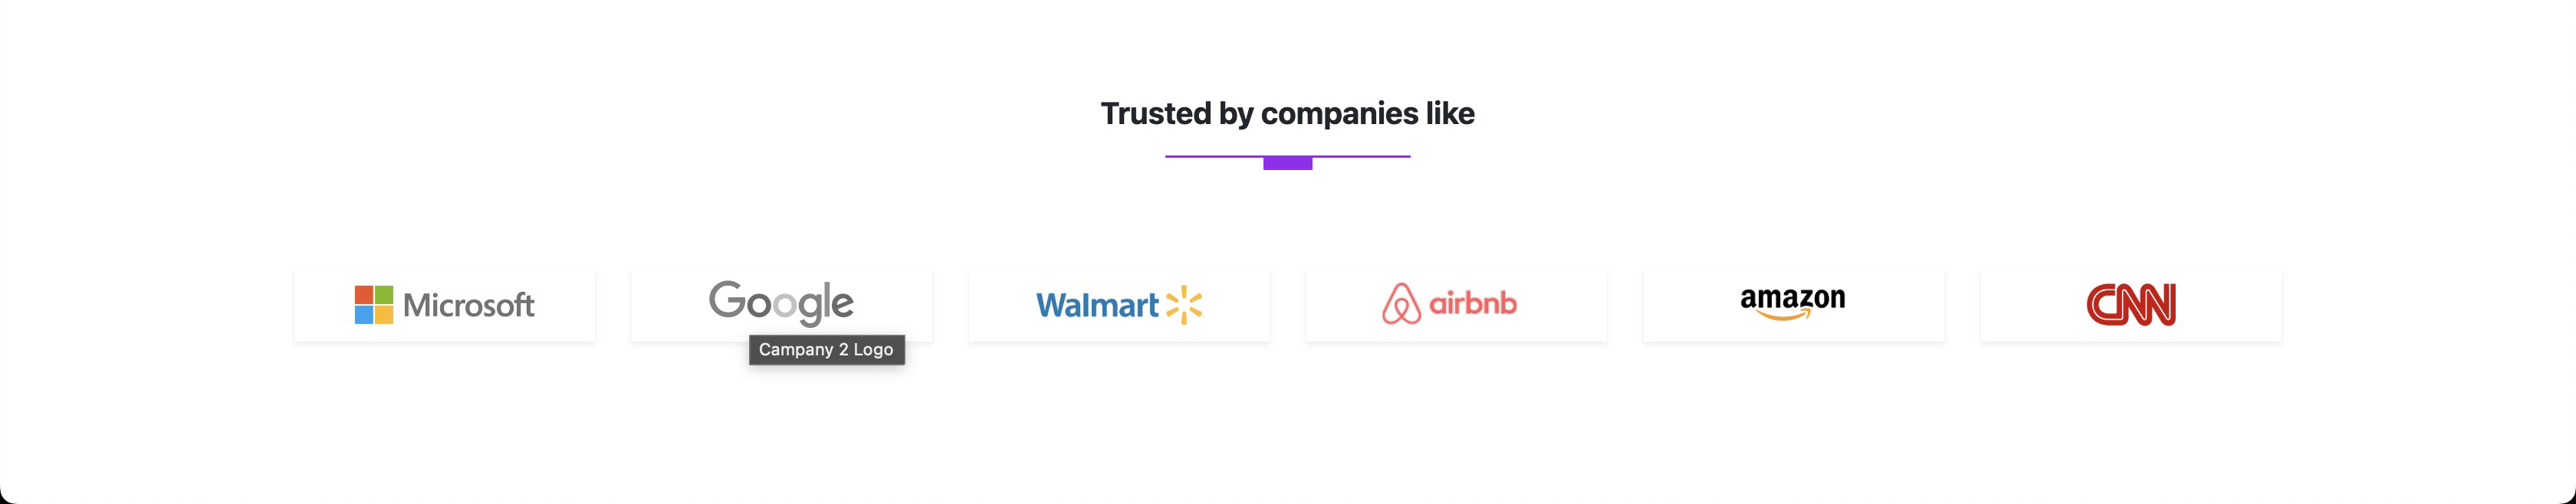 Trusted by companies like
Microsoft
Google
Walmart
airbnb
amazon
CNN
Campany 2 Logo